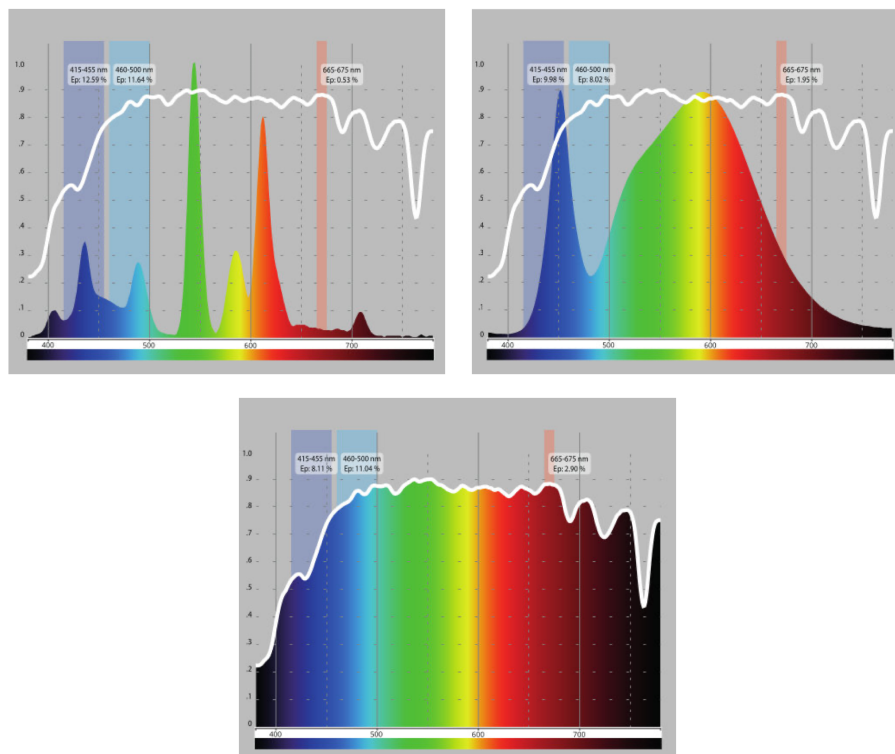 415-455 nm
Ep: 12.59 %
460-500 nm
Ep: 11.64 %
665-675 nm
Ep: 0.53 %
1.0
.9
.8
.7
.6
.5
.4
.3
.2
.1
0
400 500 600 700
415-455 nm
Ep: 9.98 %
460-500 nm
Ep: 8.02 %
665-675 nm
Ep: 1.95 %
1.0
.9
.8
.7
.6
.5
.4
.3
.2
.1
0
400 500 600 700
415-455 nm
Ep: 8.11 %
460-500 nm
Ep: 11.04 %
665-675 nm
Ep: 2.90 %
1.0
.9
.8
.7
.6
.5
.4
.3
.2
.1
0
400 500 600 700